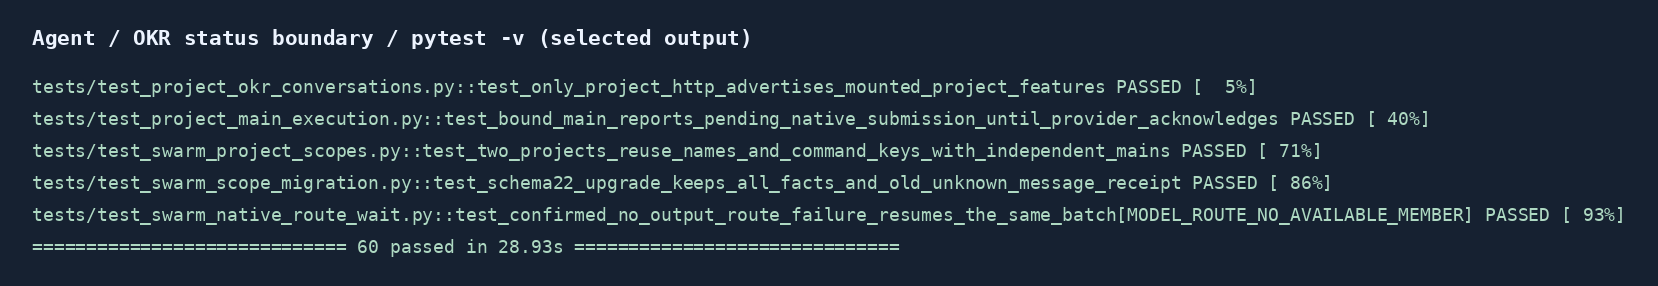 Agent / OKR status boundary / pytest -v (selected output)
tests/test_project_okr_conversations.py::test_only_project_http_advertises_mounted_project_features PASSED [  5%]
tests/test_project_main_execution.py::test_bound_main_reports_pending_native_submission_until_provider_acknowledges PASSED [ 40%]
tests/test_swarm_project_scopes.py::test_two_projects_reuse_names_and_command_keys_with_independent_mains PASSED [ 71%]
tests/test_swarm_scope_migration.py::test_schema22_upgrade_keeps_all_facts_and_old_unknown_message_receipt PASSED [ 86%]
tests/test_swarm_native_route_wait.py::test_confirmed_no_output_route_failure_resumes_the_same_batch[MODEL_ROUTE_NO_AVAILABLE_MEMBER] PASSED [ 93%]
============================= 60 passed in 28.93s ==============================